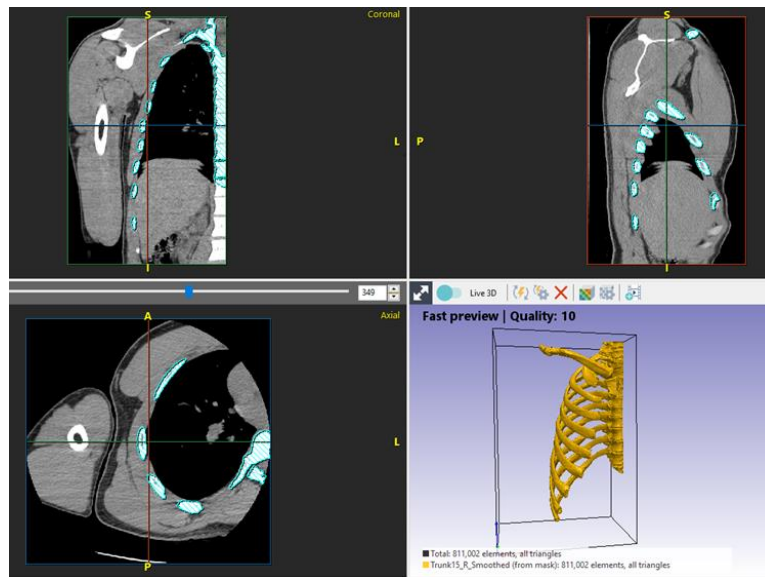 S
Coronal
L
I
S
P
I
349
Live 3D
A
Axial
L
P
Fast preview | Quality: 10
Total: 811,002 elements, all triangles
Trunk15_R_Smoothed (from mask): 811,002 elements, all triangles